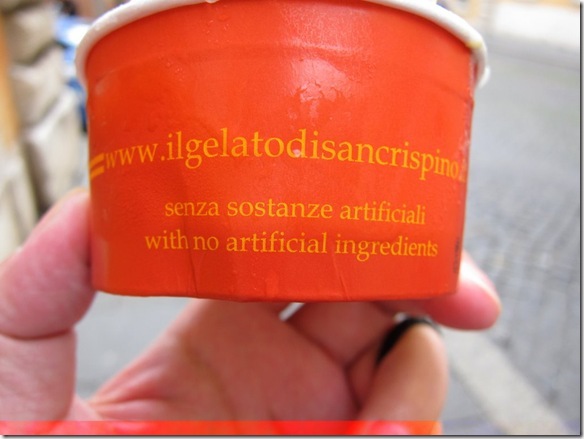 www.ilgelatodisancrispino.
senza sostanze artificiali
with no artificial ingredients